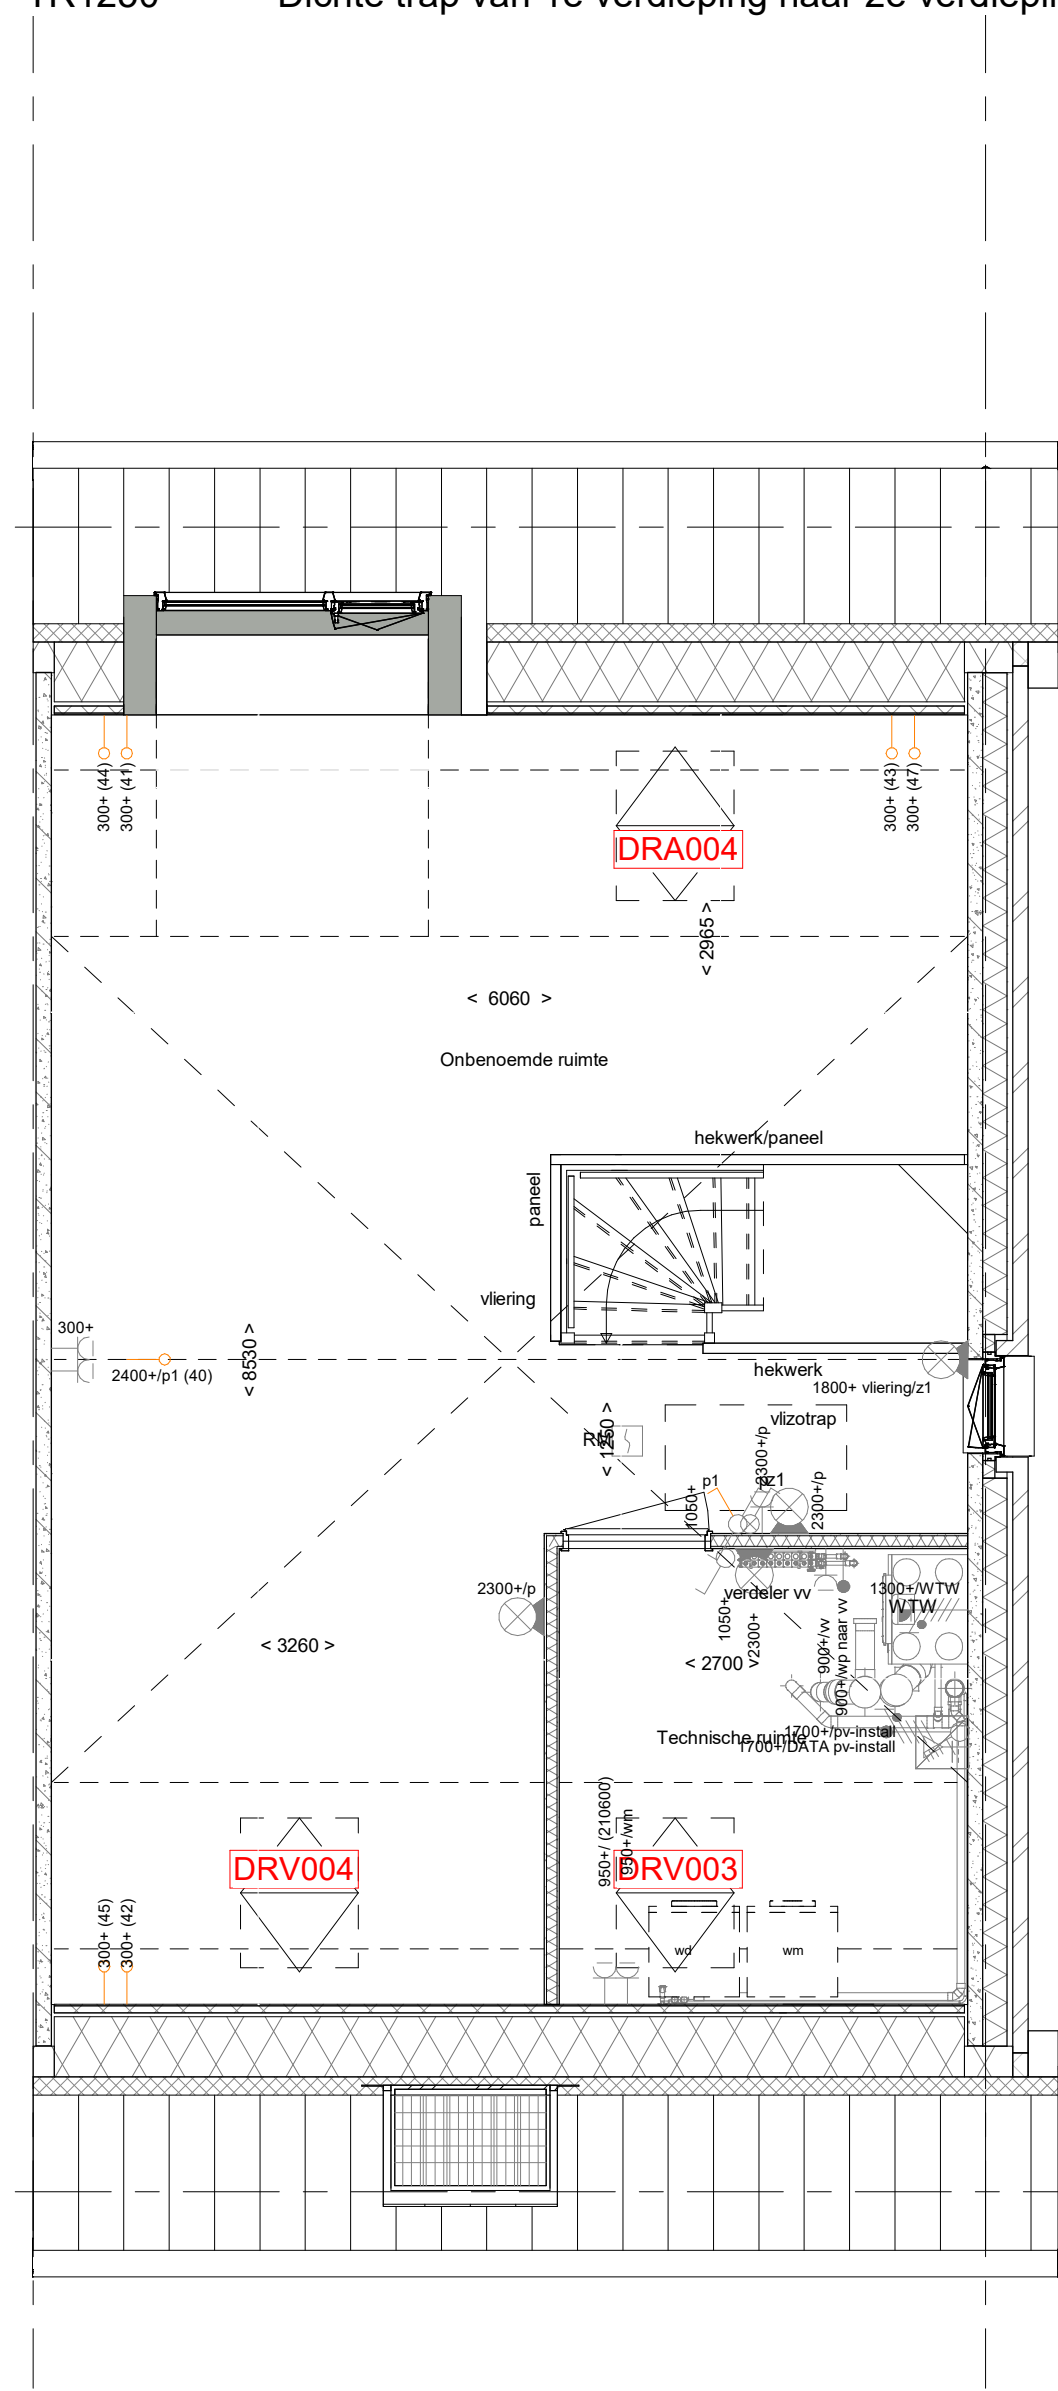 TR1250 Dichte trap van 1e verdieping naar 2e
300+ (44)
300+ (41)
300+ (43)
300+ (47)
DRA004
< 2965 >
< 6060 >
Onbenoemde ruimte
hekwerk/paneel
paneel
vliering
300+
2400+/p1 (40)
< 8530 >
hekwerk
1800+ vliering/z1
vlizotrap
< 1250 >
2300+/p
p1
z1
1050+
2300+/p
2300+/p
verdeler vv
1300+/WTW
WTW
1050+
2300+
< 3260 >
< 2700 >
900+/vv
900+/wp naar vv
1700+/pv-install
Technische ruimte
1700+/DATA pv-install
950+/ (210600)
950+/wm
DRV004
DRV003
300+ (45)
300+ (42)
wd
wm